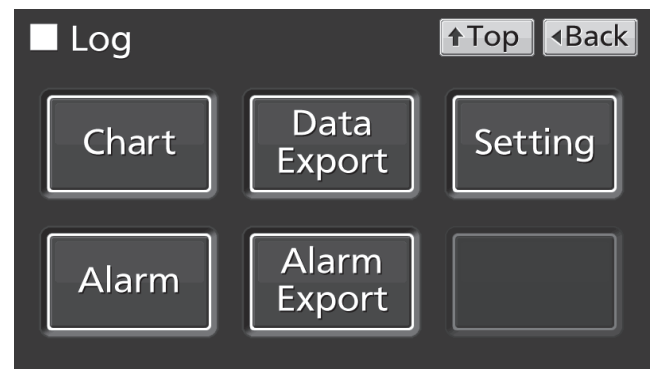 Log
Top
Back
Chart
Data
Export
Setting
Alarm
Alarm
Export